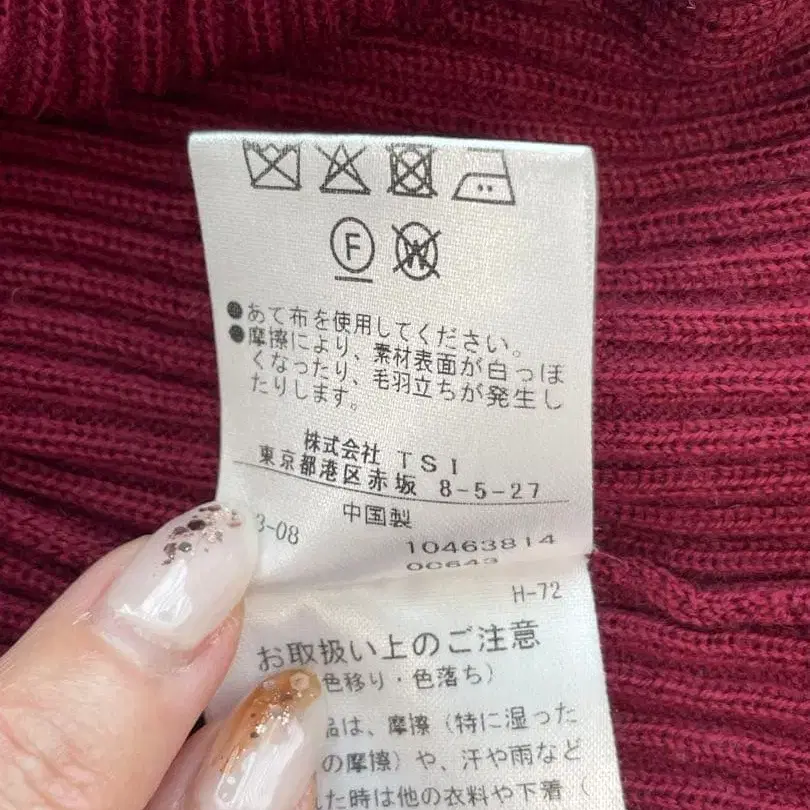 F W
●あて布を使用してください。
●摩擦により、素材表面が白っぽ
くなったり、毛羽立ちが発生し
たりします。
株式会社 TSI
東京都港区赤坂 8-5-27
3-08 中国製
10463814
00643
H-72
お取扱い上のご注意
色移り・色落ち)
品は、摩擦(特に湿った
の摩擦)や、汗や雨など
た時は他の衣料や下着(